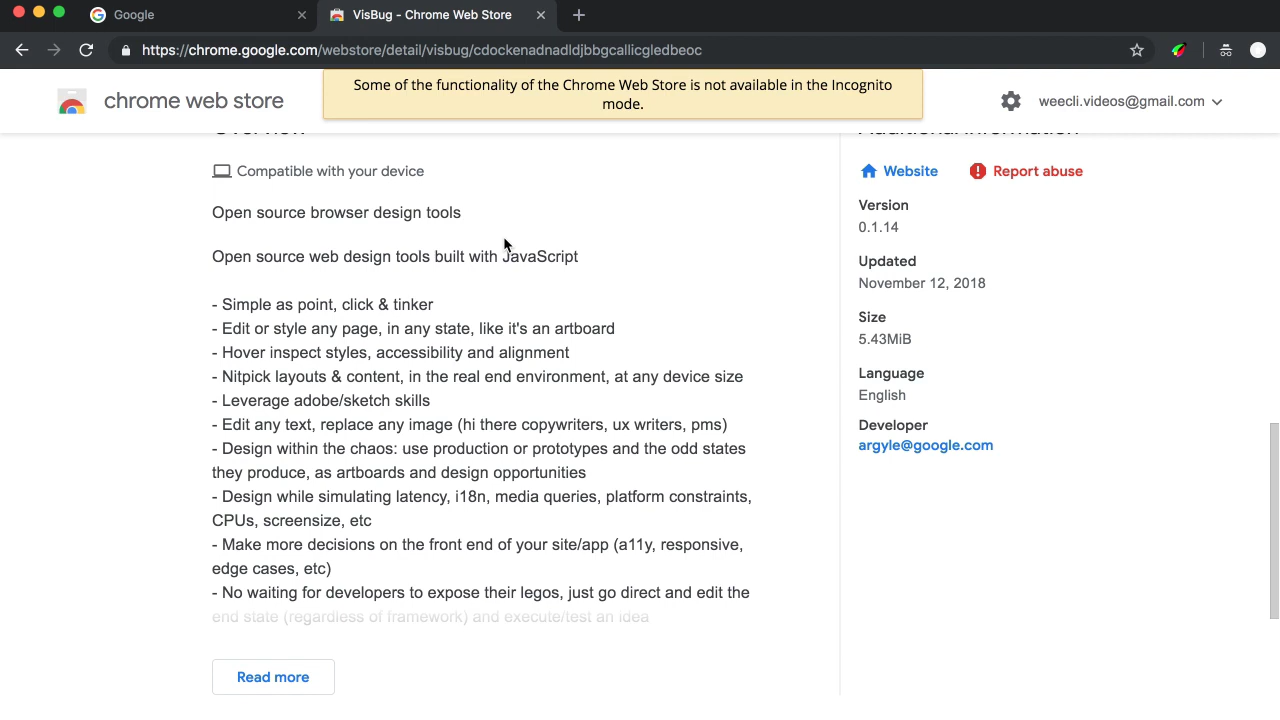 Google
VisBug - Chrome Web Store
https://chrome.google.com/webstore/detail/visbug/cdockenadnadldjbbgcallicgledbeoc
Some of the functionality of the Chrome Web Store is not available in the Incognito
mode.
chrome web store
weecli.videos@gmail.com
Overview
Compatible with your device
Open source browser design tools
Open source web design tools built with JavaScript
- Simple as point, click & tinker
- Edit or style any page, in any state, like it's an artboard
- Hover inspect styles, accessibility and alignment
- Nitpick layouts & content, in the real end environment, at any device size
- Leverage adobe/sketch skills
- Edit any text, replace any image (hi there copywriters, ux writers, pms)
- Design within the chaos: use production or prototypes and the odd states
they produce, as artboards and design opportunities
- Design while simulating latency, i18n, media queries, platform constraints,
CPUs, screensize, etc
- Make more decisions on the front end of your site/app (a11y, responsive,
edge cases, etc)
- No waiting for developers to expose their legos, just go direct and edit the
end state (regardless of framework) and execute/test an idea
Read more
Additional Information
Website
Report abuse
Version
0.1.14
Updated
November 12, 2018
Size
5.43MiB
Language
English
Developer
argyle@google.com